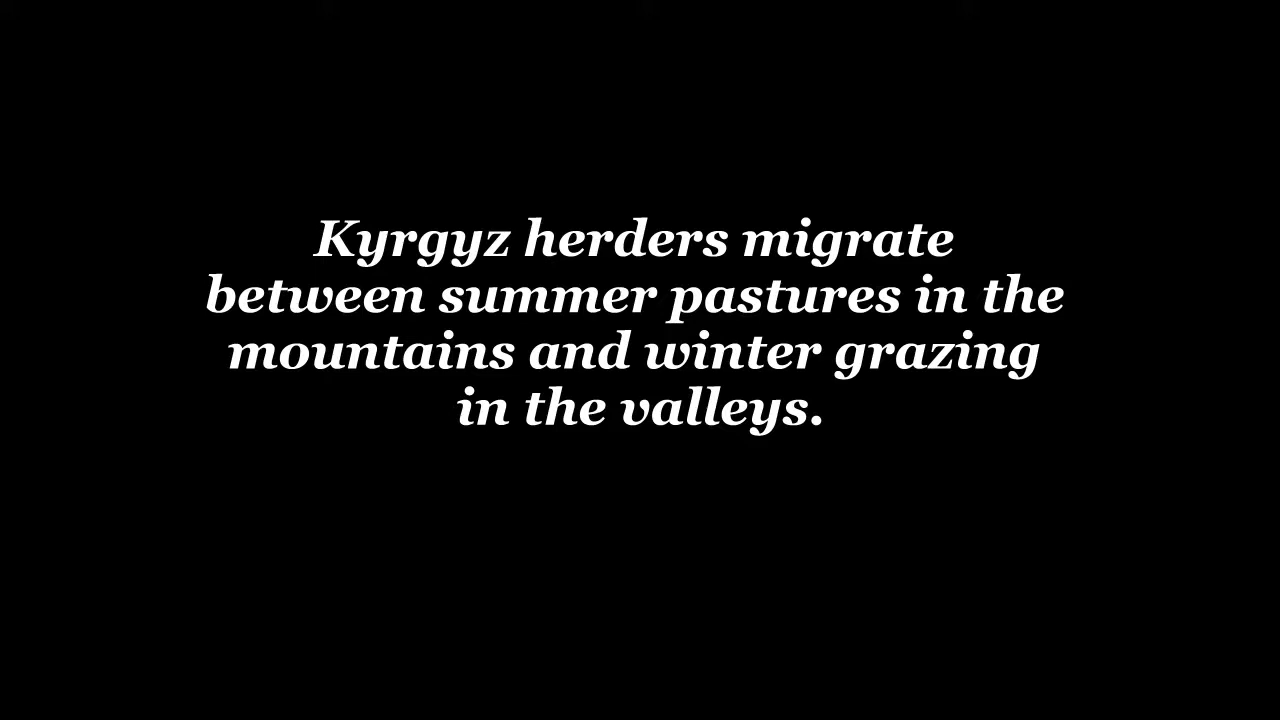 Kyrgyz herders migrate
between summer pastures in the
mountains and winter grazing
in the valleys.